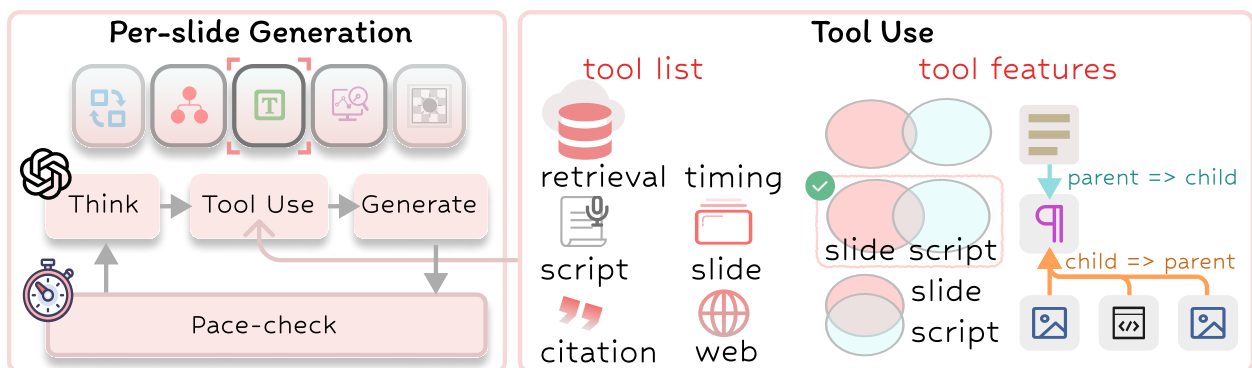 Per-slide Generation
T
Think
Tool Use
Generate
Pace-check
Tool Use
tool list
retrieval
timing
script
slide
citation
web
tool features
slide script
slide
script
parent => child
¶
child => parent
</>